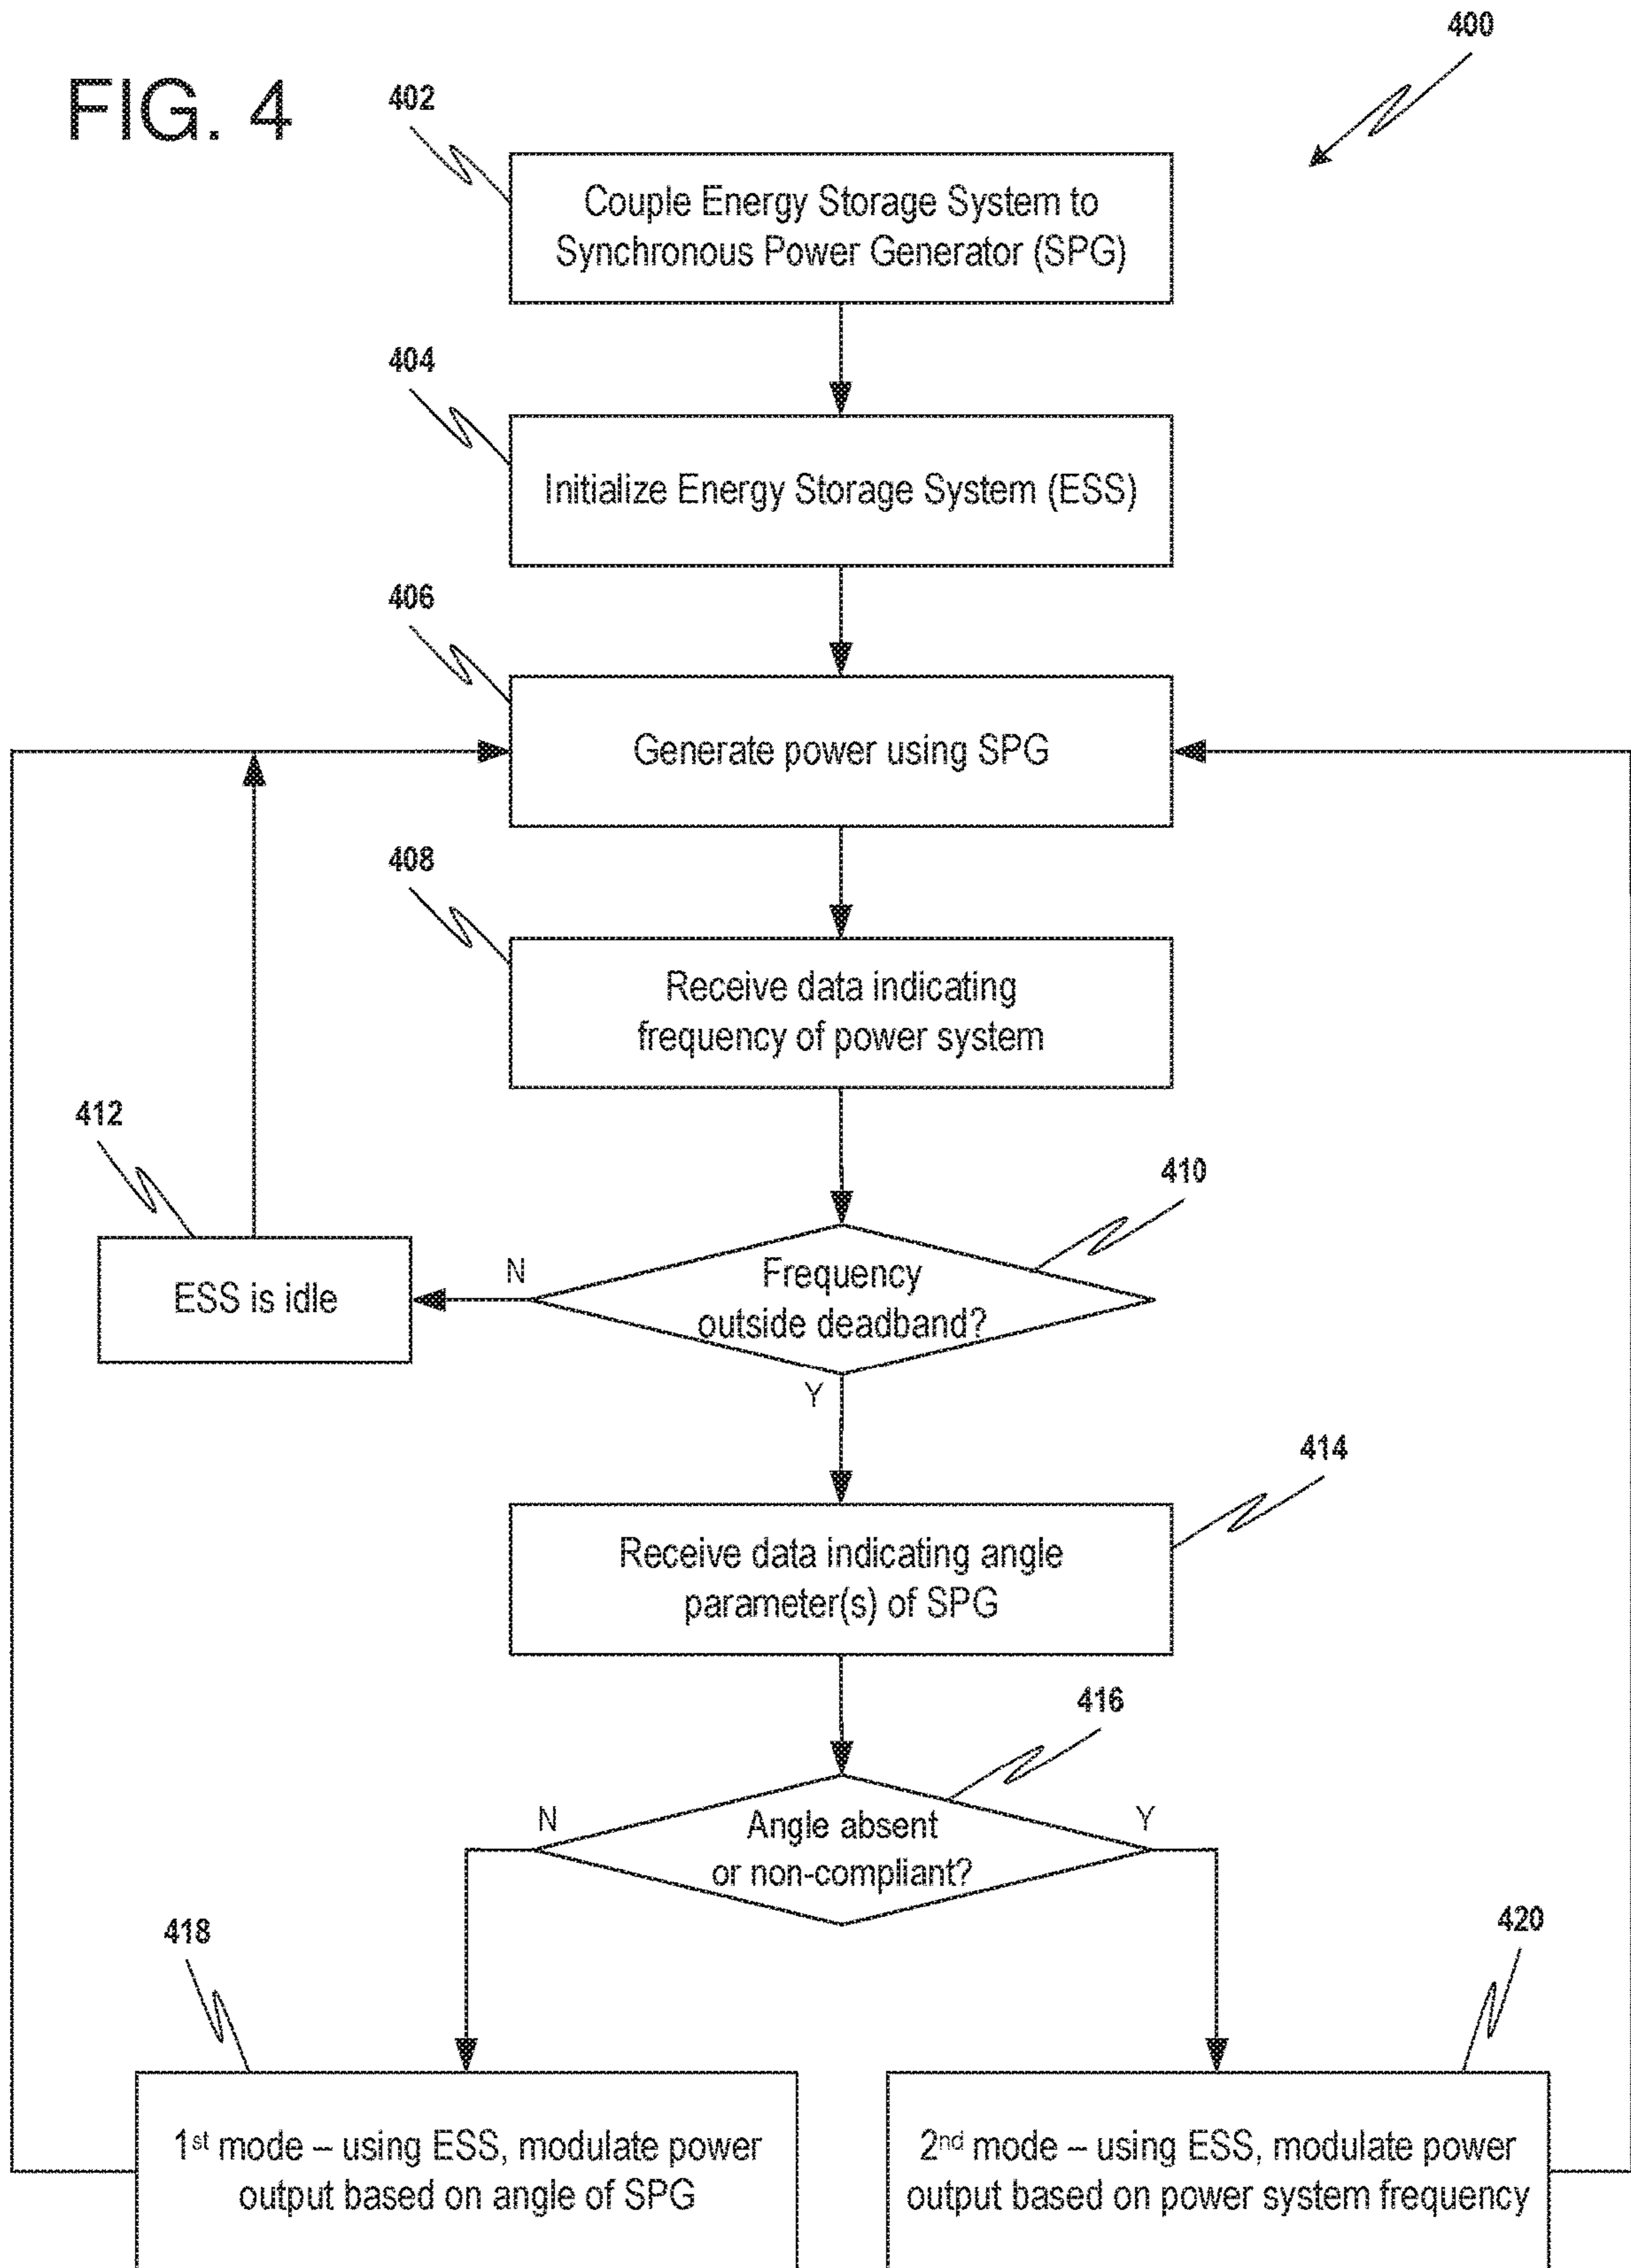 400
FIG. 4
402
Couple Energy Storage System to
Synchronous Power Generator (SPG)
404
Initialize Energy Storage System (ESS)
406
Generate power using SPG
408
Receive data indicating
frequency of power system
412
410
N
Frequency
outside deadband?
ESS is idle
Y
414
Receive data indicating angle
parameter(s) of SPG
416
N
Y
Angle absent
or non-compliant?
418
420
1st mode – using ESS, modulate power
output based on angle of SPG
2nd mode – using ESS, modulate power
output based on power system frequency